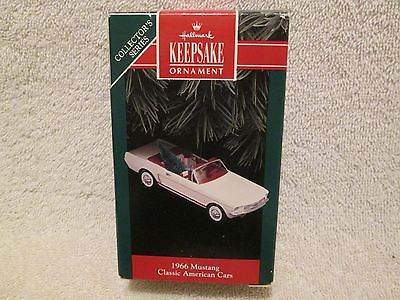 COLLECTOR'S
SERIES
Hallmark
KEEPSAKE
ORNAMENT
1966 Mustang
Classic American Cars